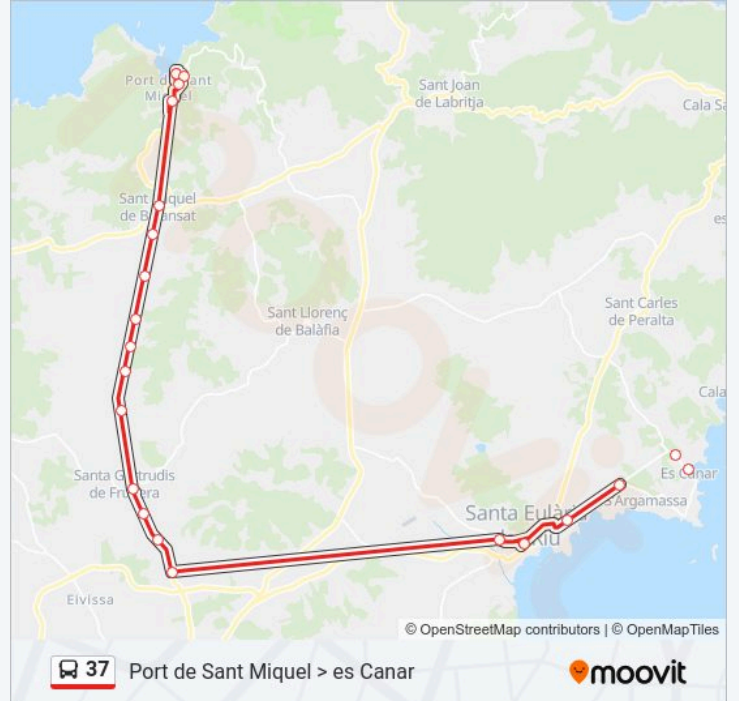 Port de Sant
Miquel
Sant Joan
de Labritja
Cala Sa
Sant Miquel
de Balansat
es
Sant Carles
de Peralta
Sant Llorenç
de Balàfia
Cala
Santa Gertrudis
de Fruitera
Es Canar
s Argamassa
Santa Eulària
Riu
Eivissa
© OpenStreetMap contributors | © OpenMapTiles
37 Port de Sant Miquel > es Canar
moovit